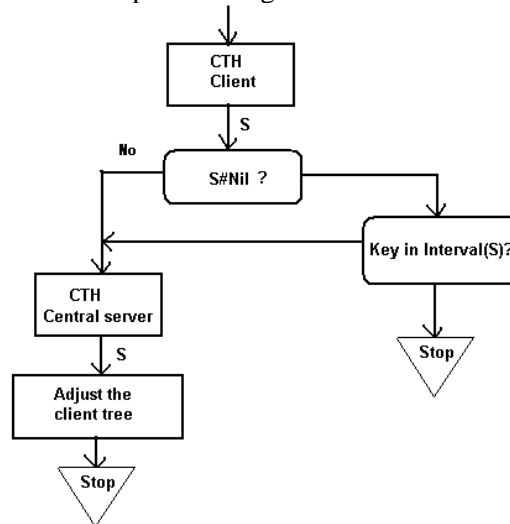 CTH
Client
S
No
S#Nil ?
Key in Interval(S)?
CTH
Central server
S
Stop
Adjust the
client tree
Stop